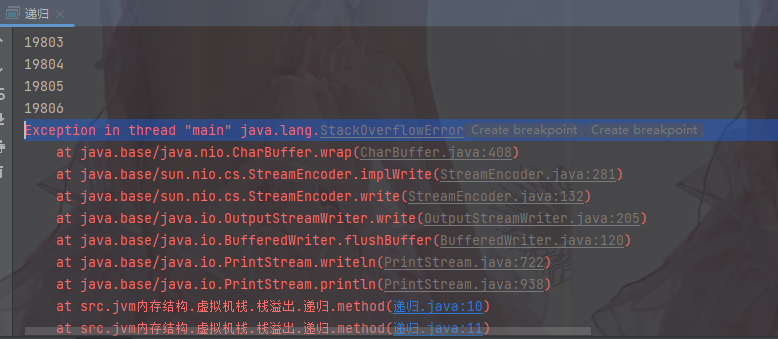 递归
19803
19804
19805
19806
Exception in thread "main" java.lang.StackOverflowError Create breakpoint Create breakpoint
at java.base/java.nio.CharBuffer.wrap(CharBuffer.java:408)
at java.base/sun.nio.cs.StreamEncoder.implWrite(StreamEncoder.java:281)
at java.base/sun.nio.cs.StreamEncoder.write(StreamEncoder.java:132)
at java.base/java.io.OutputStreamWriter.write(OutputStreamWriter.java:205)
at java.base/java.io.BufferedWriter.flushBuffer(BufferedWriter.java:120)
at java.base/java.io.PrintStream.writeln(PrintStream.java:722)
at java.base/java.io.PrintStream.println(PrintStream.java:938)
at src.jvm内存结构.虚拟机栈.栈溢出.递归.method(递归.java:10)
at src.jvm内存结构.虚拟机栈.栈溢出.递归.method(递归.java:11)